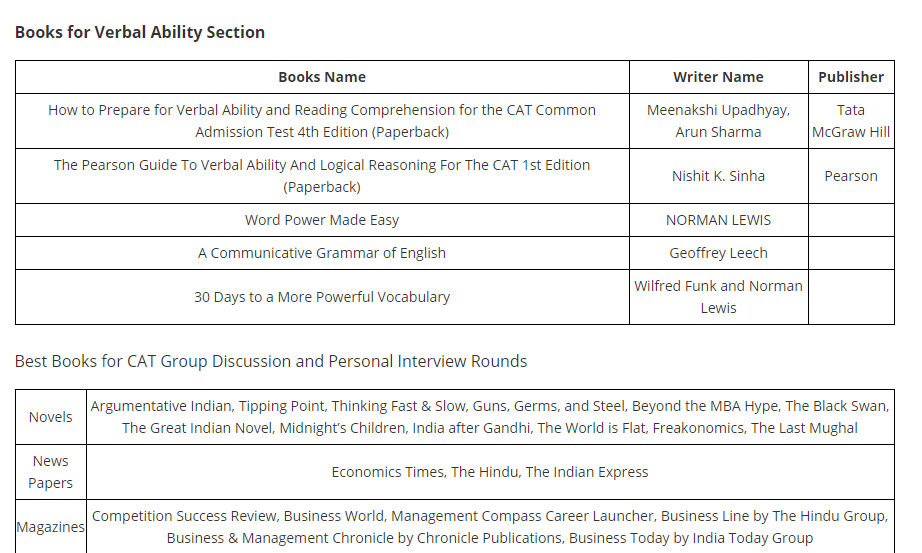 Books for Verbal Ability Section
Books Name Writer Name Publisher
How to Prepare for Verbal Ability and Reading Comprehension for the CAT Common
Admission Test 4th Edition (Paperback)
Meenakshi Upadhyay,
Arun Sharma
Tata
McGraw Hill
The Pearson Guide To Verbal Ability And Logical Reasoning For The CAT 1st Edition
(Paperback)
Nishit K. Sinha
Pearson
Word Power Made Easy
NORMAN LEWIS
A Communicative Grammar of English
Geoffrey Leech
30 Days to a More Powerful Vocabulary
Wilfred Funk and Norman
Lewis
Best Books for CAT Group Discussion and Personal Interview Rounds
Novels
Argumentative Indian, Tipping Point, Thinking Fast & Slow, Guns, Germs, and Steel, Beyond the MBA Hype, The Black Swan,
The Great Indian Novel, Midnight's Children, India after Gandhi, The World is Flat, Freakonomics, The Last Mughal
News
Papers
Economics Times, The Hindu, The Indian Express
Magazines
Competition Success Review, Business World, Management Compass Career Launcher, Business Line by The Hindu Group,
Business & Management Chronicle by Chronicle Publications, Business Today by India Today Group